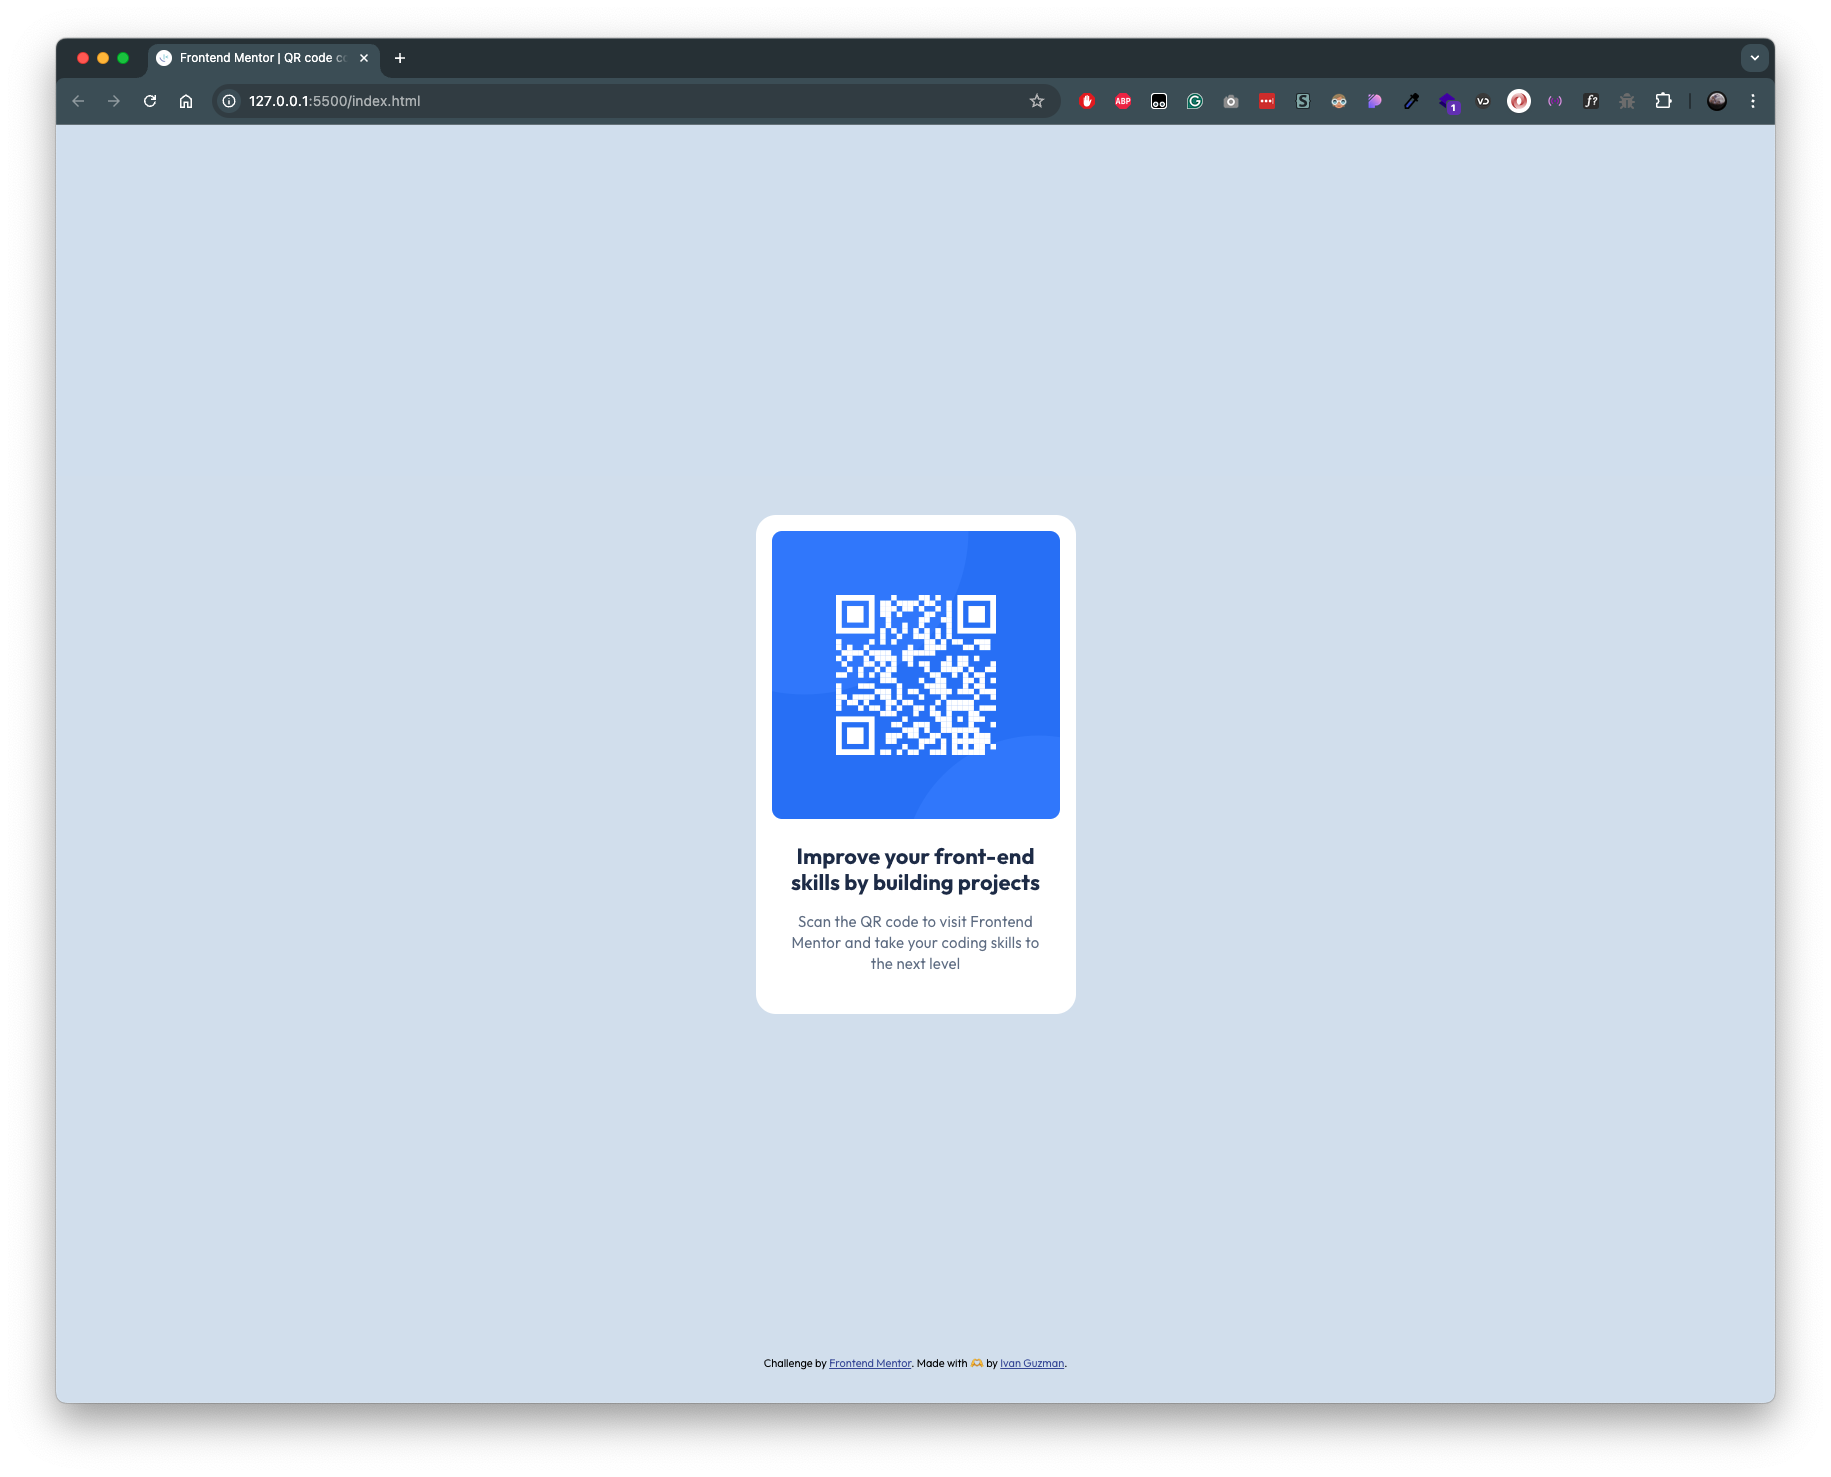 Frontend Mentor | QR code c
127.0.0.1:5500/index.html
ABP
1
VD
f?
Improve your front-end
skills by building projects
Scan the QR code to visit Frontend
Mentor and take your coding skills to
the next level
Challenge by Frontend Mentor. Made with 🫶 by Ivan Guzman.